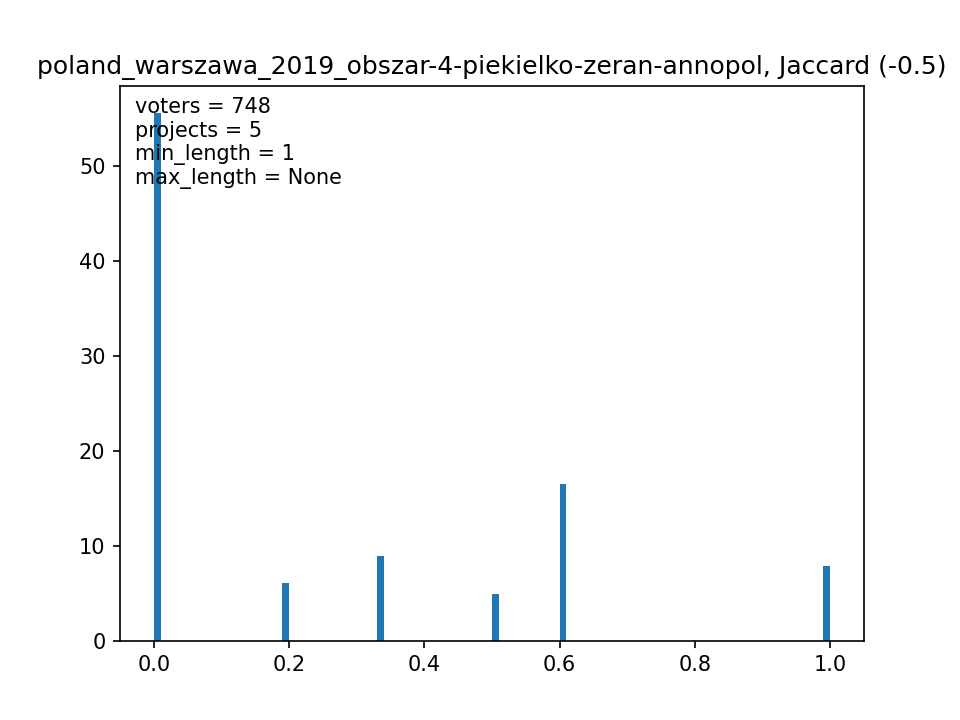 poland_warszawa_2019_obszar-4-piekielko-zeran-annopol, Jaccard (-0.5)
voters = 748
projects = 5
min_length = 1
max_length = None
50
40
30
20
10
0
0.0 0.2 0.4 0.6 0.8 1.0